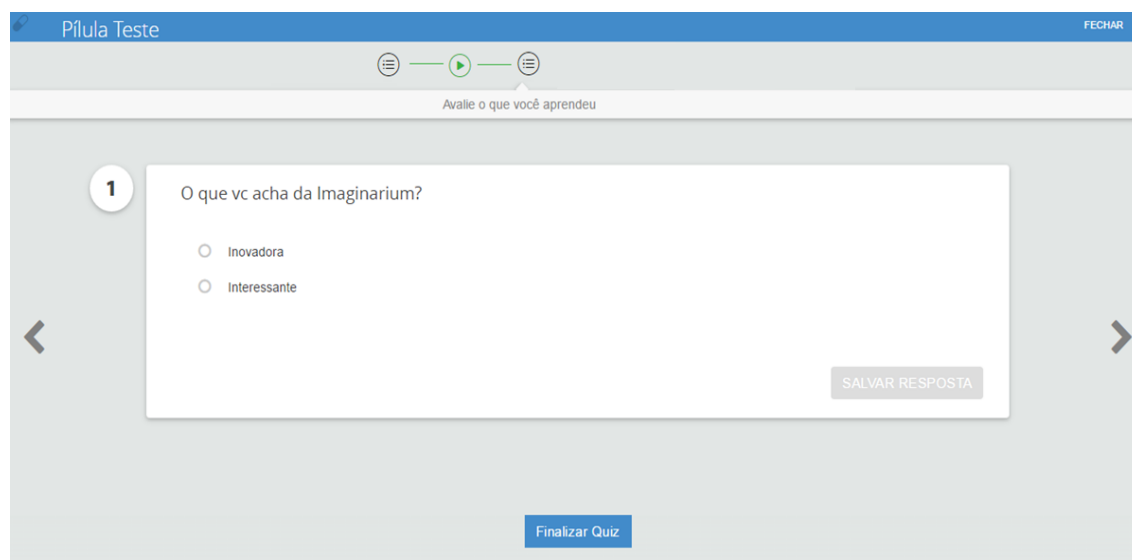 Pílula Teste
FECHAR
Avalie o que você aprendeu
1
O que vc acha da Imaginarium?
Inovadora
Interessante
SALVAR RESPOSTA
Finalizar Quiz